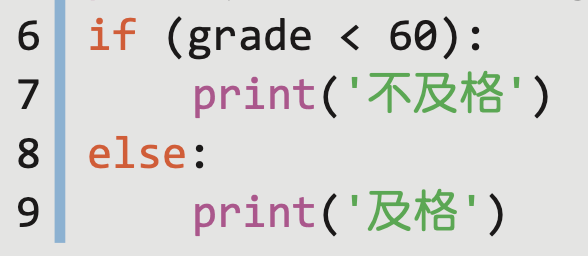 6 if (grade < 60):
7     print('不及格')
8 else:
9     print('及格')